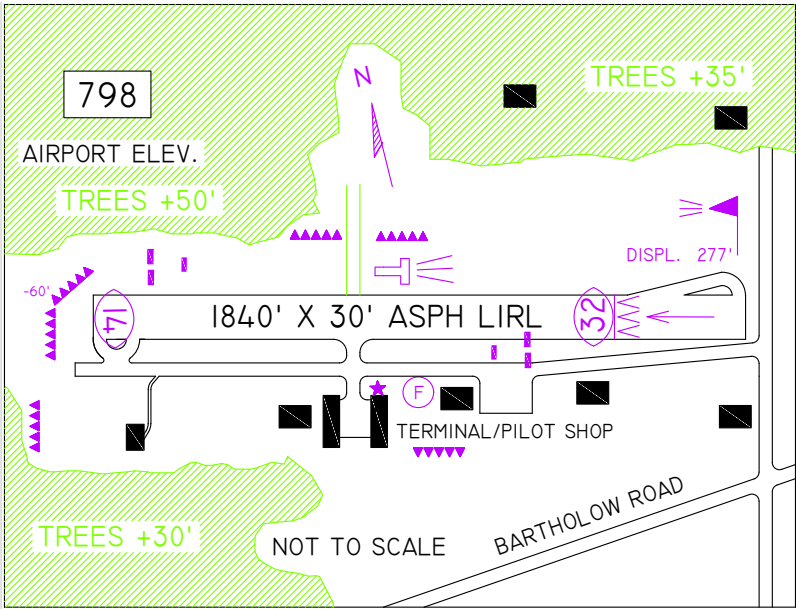 N
TREES +35'
798
AIRPORT ELEV.
TREES +50'
DISPL. 277'
-60'
14
1840' X 30' ASPH LIRL
32
F
TERMINAL/PILOT SHOP
BARTHOLOW ROAD
TREES +30'
NOT TO SCALE